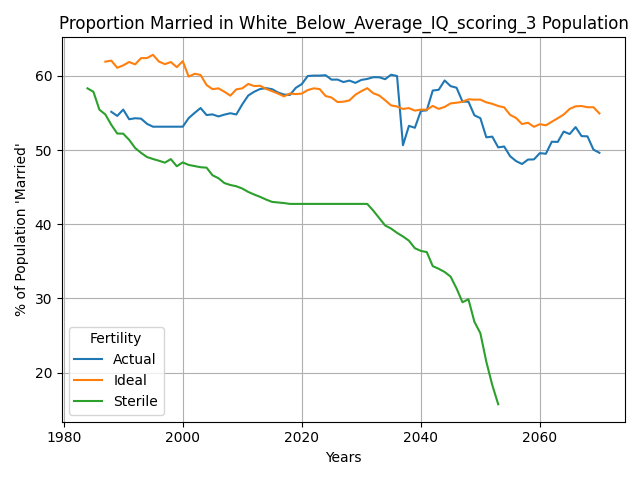 Proportion Married in White_Below_Average_IQ_scoring_3 Population
% of Population 'Married'
60
50
40
30
20
Fertility
Actual
Ideal
Sterile
1980
2000
2020
2040
2060
Years